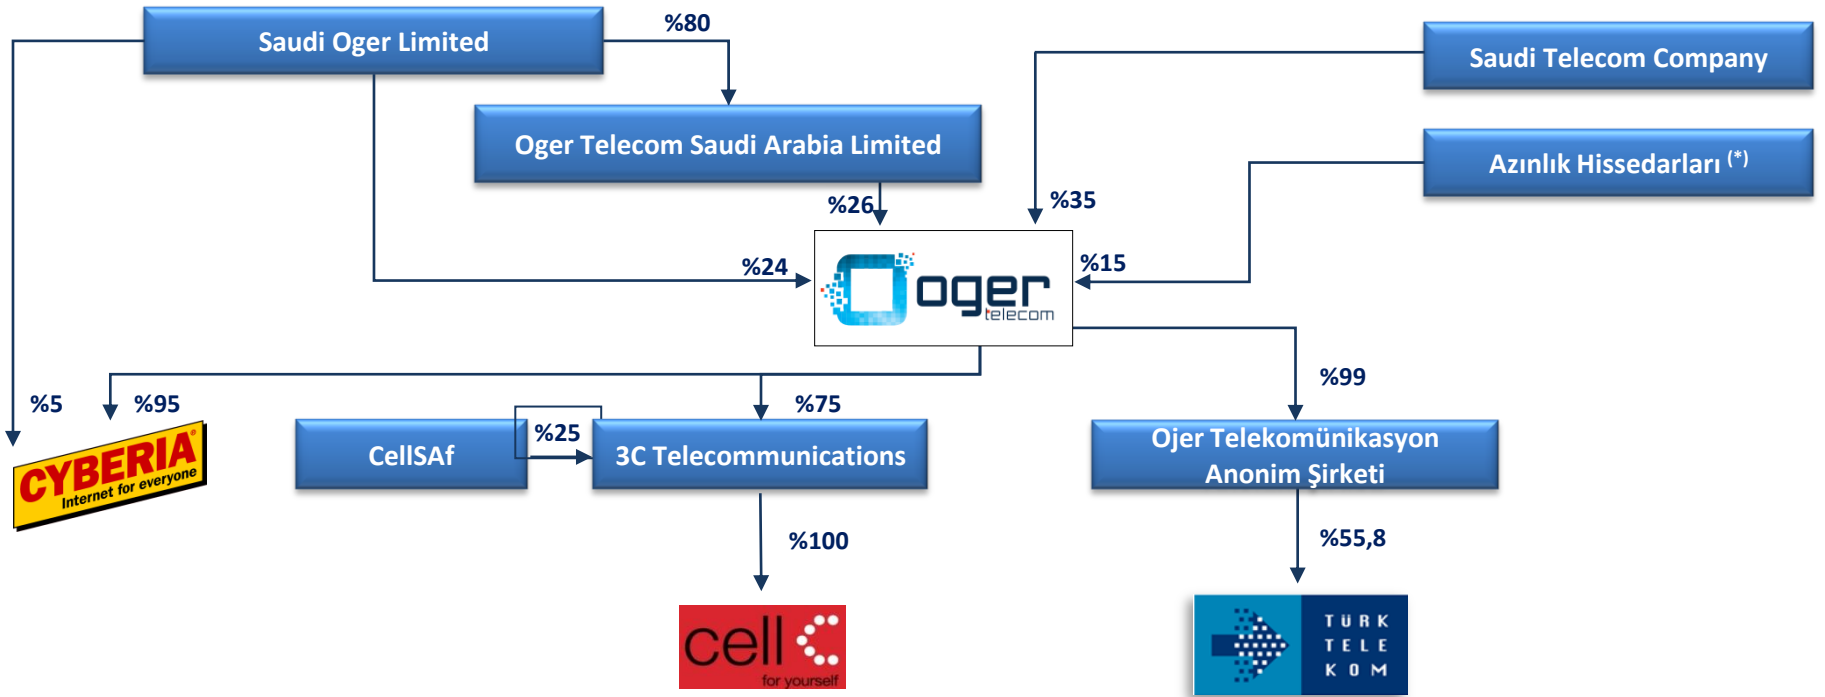 Saudi Oger Limited
%80
Saudi Telecom Company
Oger Telecom Saudi Arabia Limited
Azınlık Hissedarları (*)
%26
%35
%24
oger
telecom
%15
%5
%95
%75
%99
CYBERIA®
Internet for everyone
CellSAf
%25
3C Telecommunications
Ojer Telekomünikasyon
Anonim Şirketi
%100
%55,8
cell C
for yourself
TÜRK
TELE
KOM